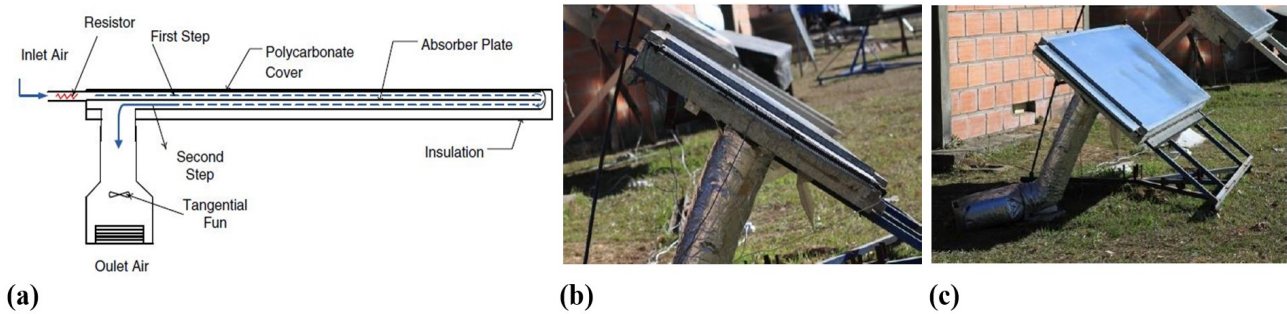 Resistor
Inlet Air
First Step
Polycarbonate
Cover
Absorber Plate
Second
Step
Insulation
Tangential
Fun
Oulet Air
(a)
(b)
(c)